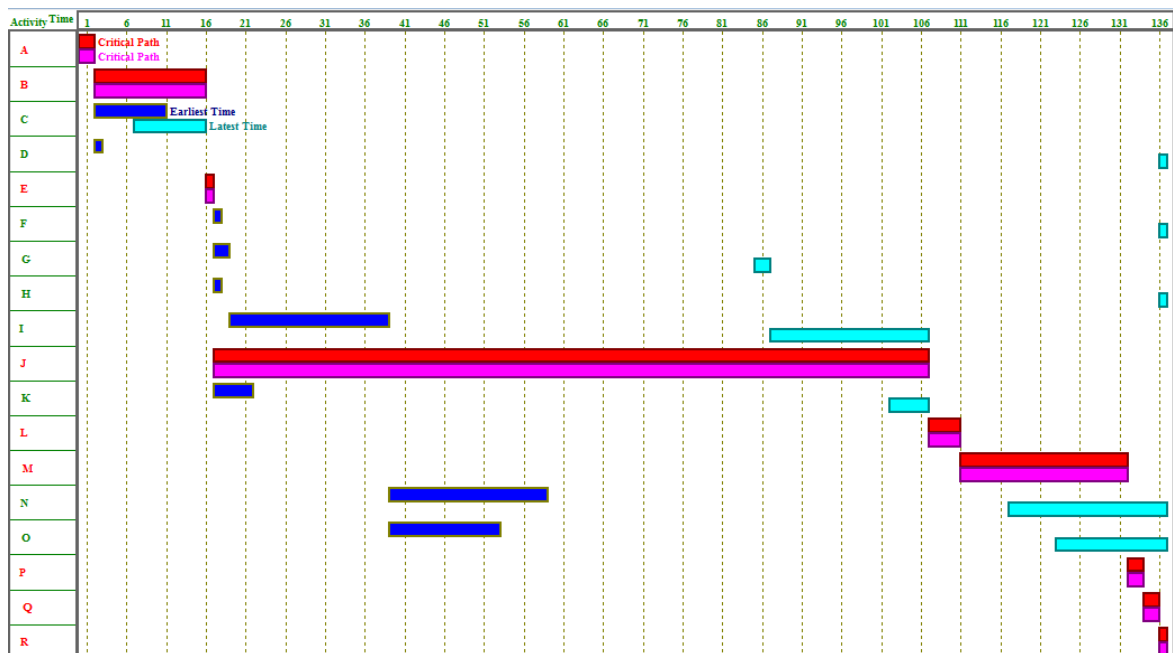 Activity Time 1 6 11 16 21 26 31 36 41 46 51 56 61 66 71 76 81 86 91 96 101 106 111 116 121 126 131 136
A Critical Path
Critical Path
B
C Earliest Time
Latest Time
D
E
F
G
H
I
J
K
L
M
N
O
P
Q
R